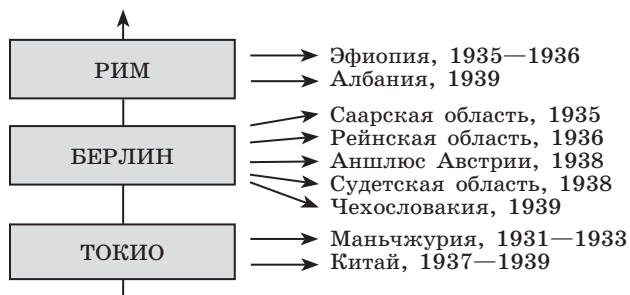 РИМ
Эфиопия, 1935—1936
Албания, 1939
БЕРЛИН
Саарская область, 1935
Рейнская область, 1936
Аншлюс Австрии, 1938
Судетская область, 1938
Чехословакия, 1939
ТОКИО
Маньчжурия, 1931—1933
Китай, 1937—1939